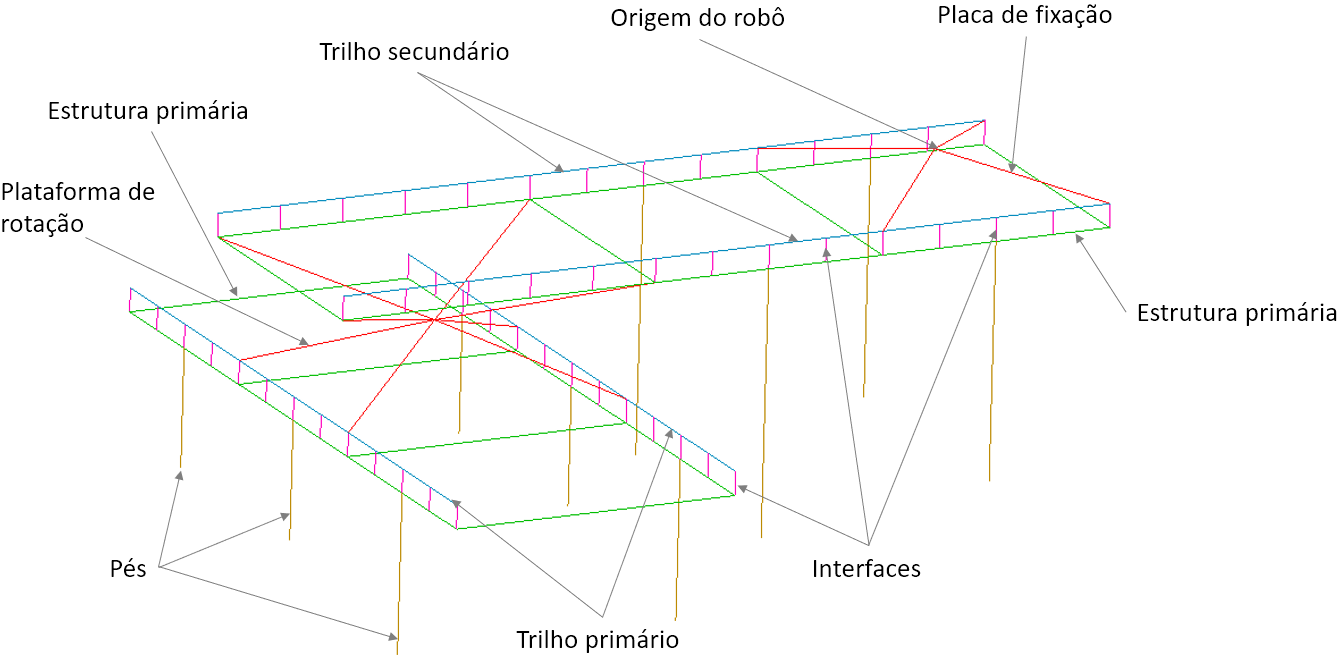 Origem do robô
Placa de fixação
Trilho secundário
Estrutura primária
Plataforma de
rotação
Estrutura primária
Pés
Interfaces
Trilho primário